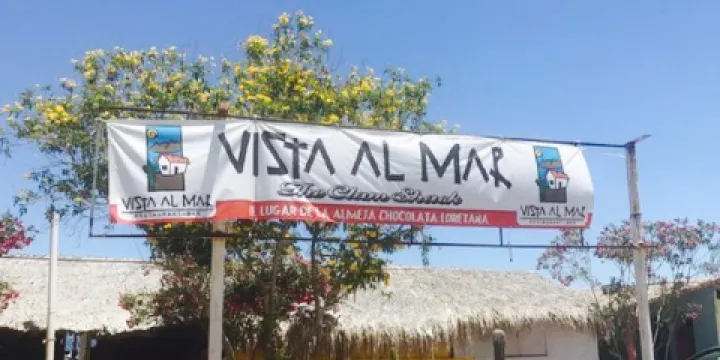 VISTA AL MAR
The Clam Shack
EL LUGAR DE LA ALMEJA CHOCOLATA LORETANA
VISTA AL MAR
VISTA AL MAR